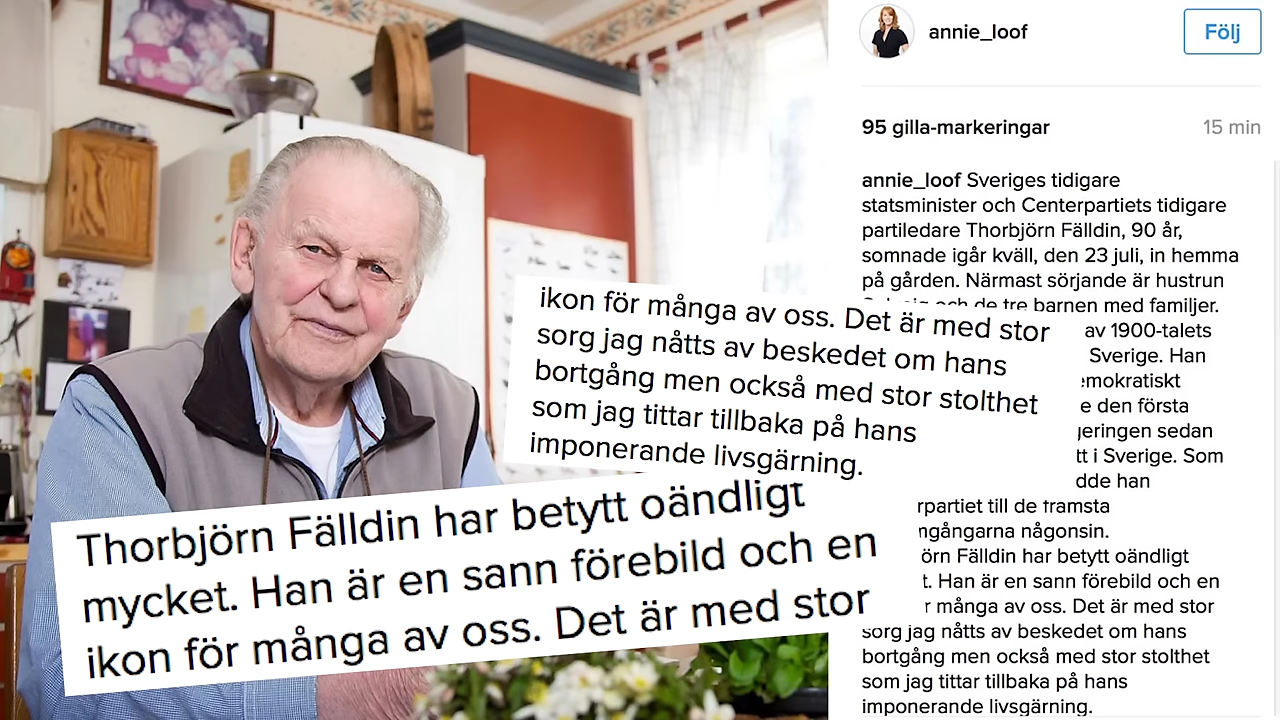 annie_loof
Följ
95 gilla-markeringar
15 min
annie_loof Sveriges tidigare
statsminister och Centerpartiets tidigare
partiledare Thorbjörn Fälldin, 90 år,
somnade igår kväll, den 23 juli, in hemma
på gården. Närmast sörjande är hustrun
och de tre barnen med familjer.
av 1900-talets
Sverige. Han
e den första
tt i Sverige. Som
dde han
till de framsta
någonsin.
Fälldin har betytt oändligt
Han är en sann förebild och en
r många av oss. Det är med stor
sorg jag nåtts av beskedet om hans
bortgång men också med stor stolthet
som jag tittar tillbaka på hans
imponerande livsgärning.
ikon för många av oss. Det är med stor
sorg jag nåtts av beskedet om hans
bortgång men också med stor stolthet
som jag tittar tillbaka på hans
imponerande livsgärning.
Thorbjörn Fälldin har betytt oändligt
mycket. Han är en sann förebild och en
ikon för många av oss. Det är med stor